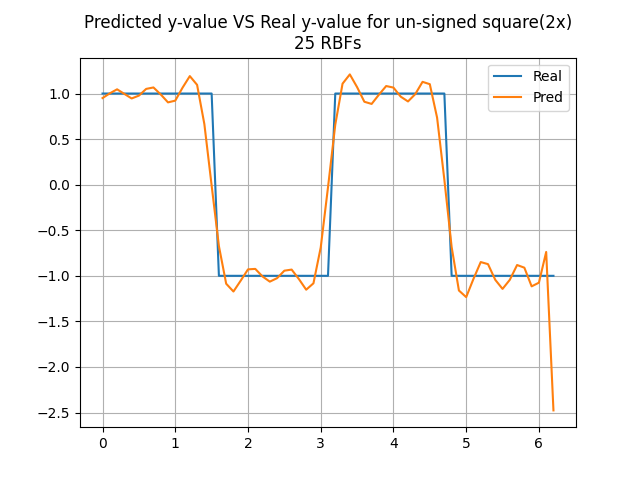 Predicted y-value VS Real y-value for un-signed square(2x)
25 RBFs
Real
Pred
1.0
0.5
0.0
−0.5
−1.0
−1.5
−2.0
−2.5
0 1 2 3 4 5 6